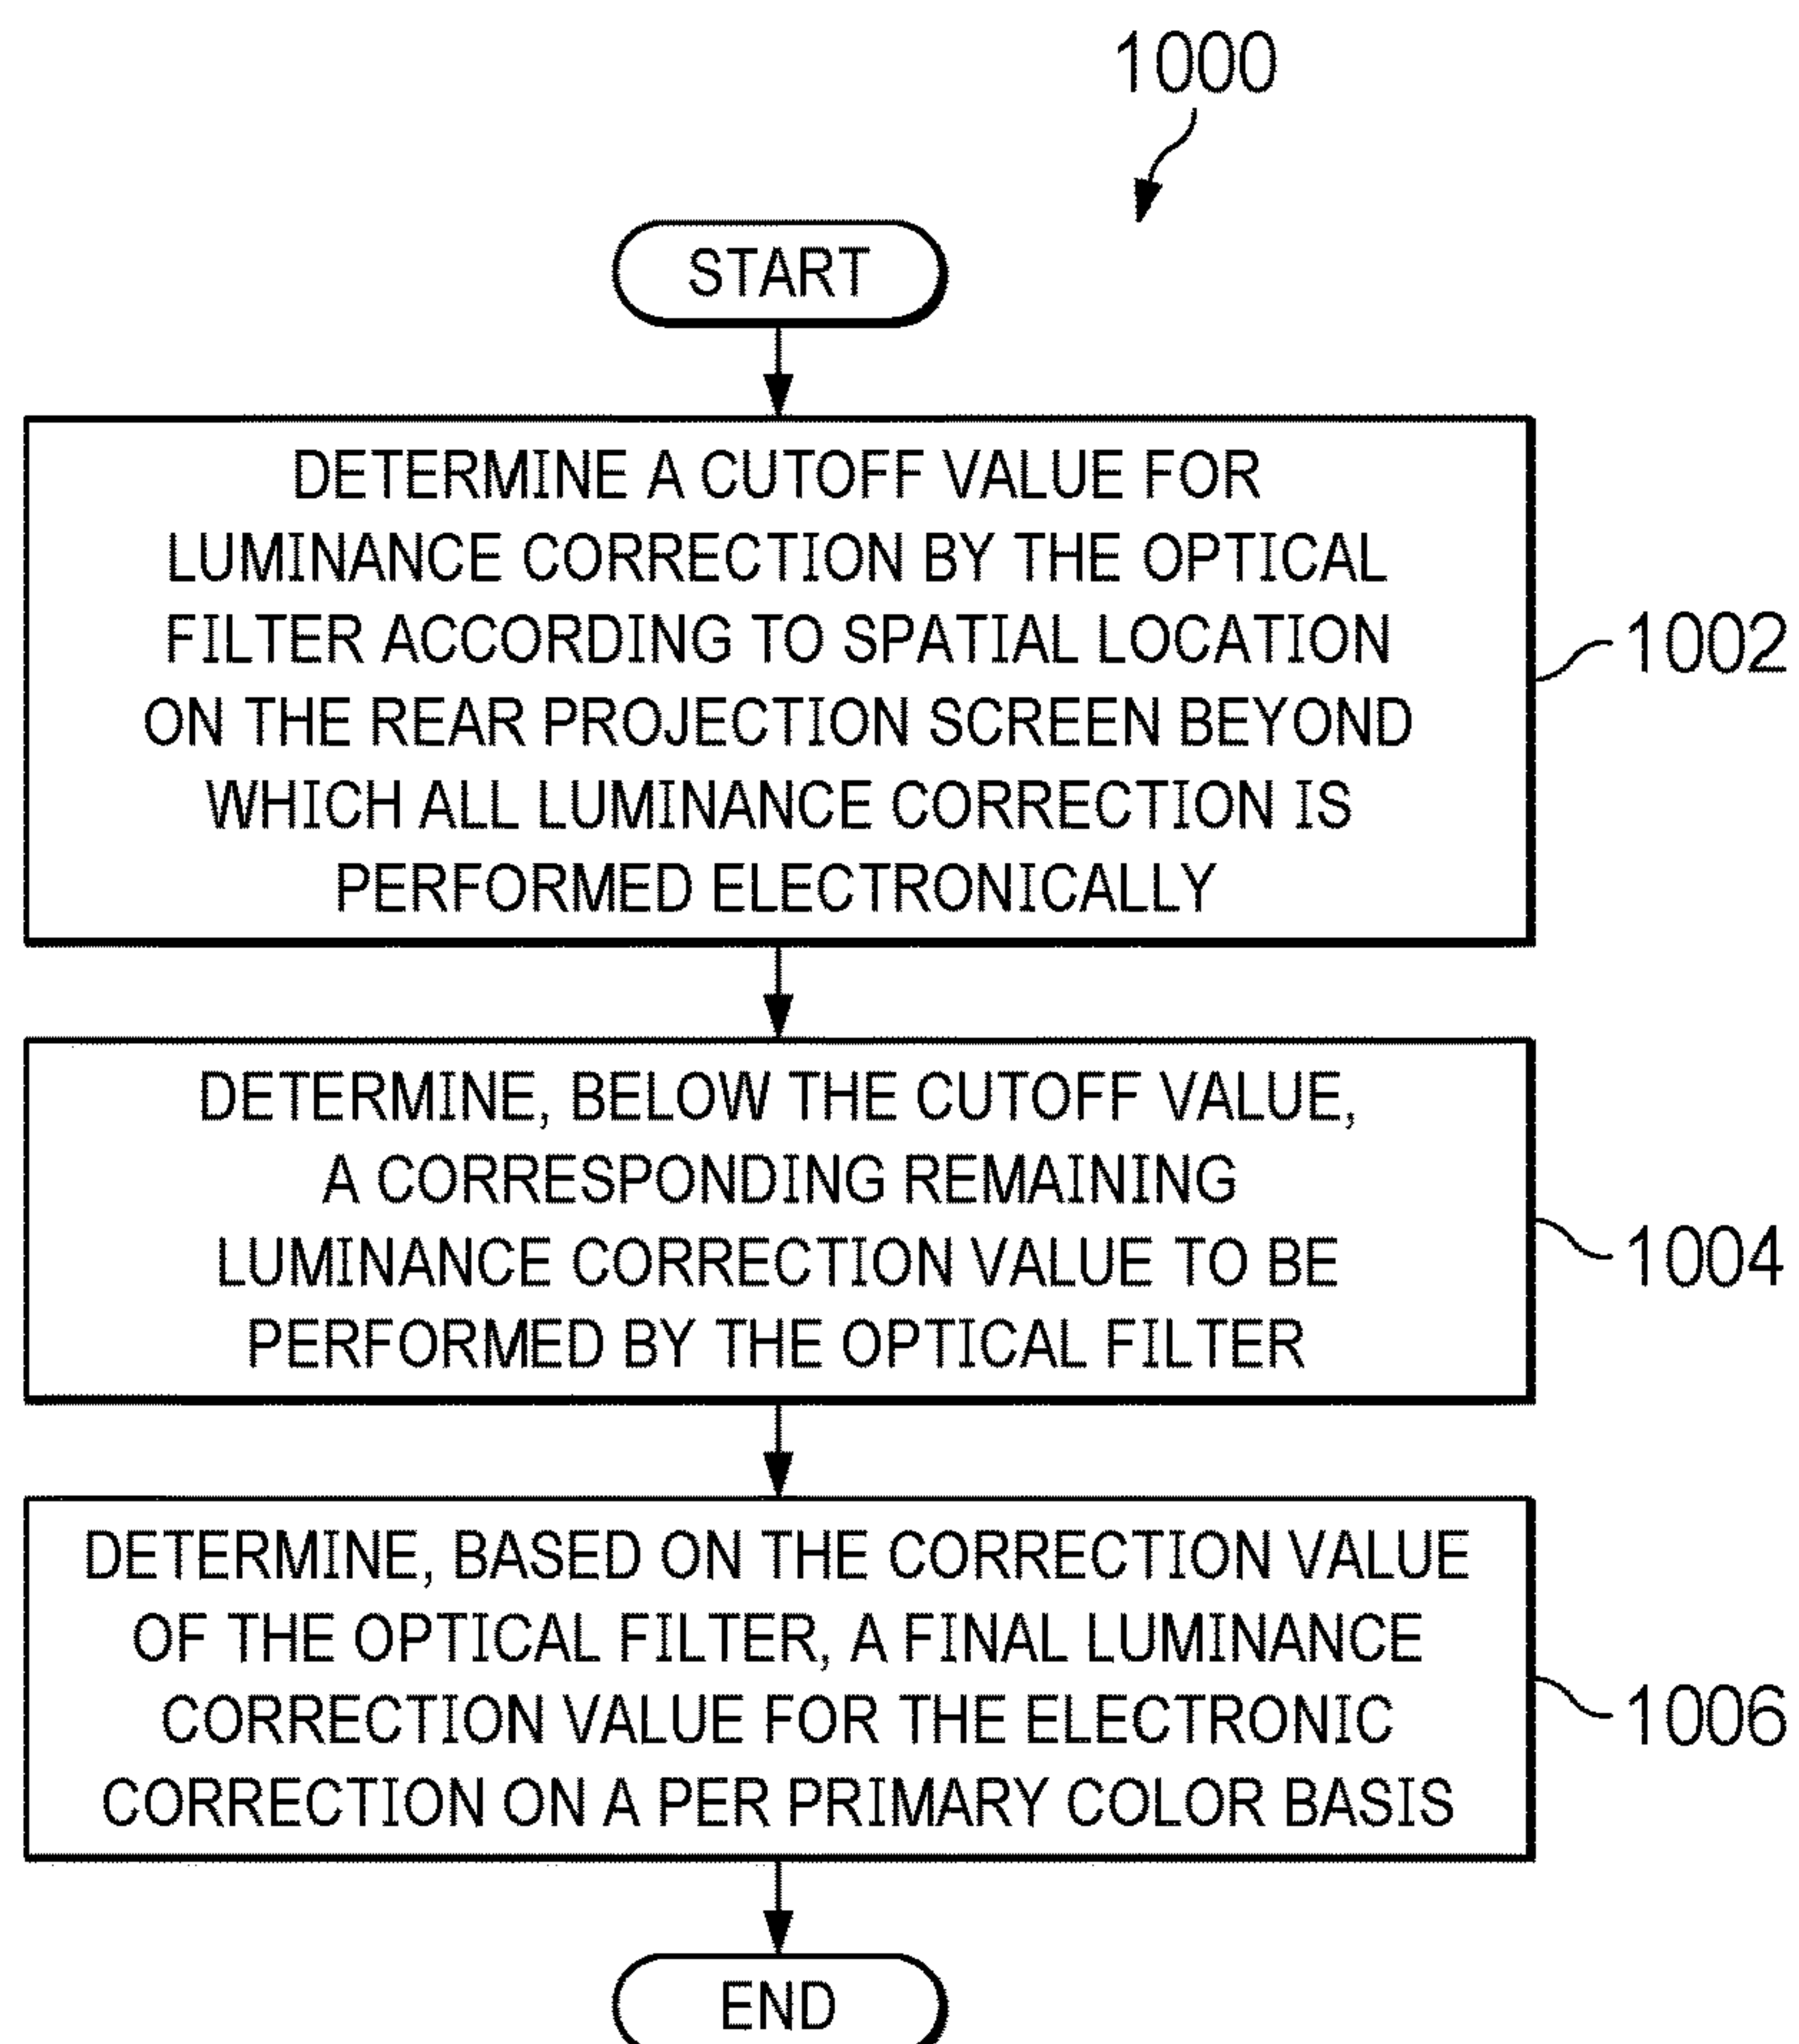 1000
START
DETERMINE A CUTOFF VALUE FOR
LUMINANCE CORRECTION BY THE OPTICAL
FILTER ACCORDING TO SPATIAL LOCATION
ON THE REAR PROJECTION SCREEN BEYOND
WHICH ALL LUMINANCE CORRECTION IS
PERFORMED ELECTRONICALLY
1002
DETERMINE, BELOW THE CUTOFF VALUE,
A CORRESPONDING REMAINING
LUMINANCE CORRECTION VALUE TO BE
PERFORMED BY THE OPTICAL FILTER
1004
DETERMINE, BASED ON THE CORRECTION VALUE
OF THE OPTICAL FILTER, A FINAL LUMINANCE
CORRECTION VALUE FOR THE ELECTRONIC
CORRECTION ON A PER PRIMARY COLOR BASIS
1006
END